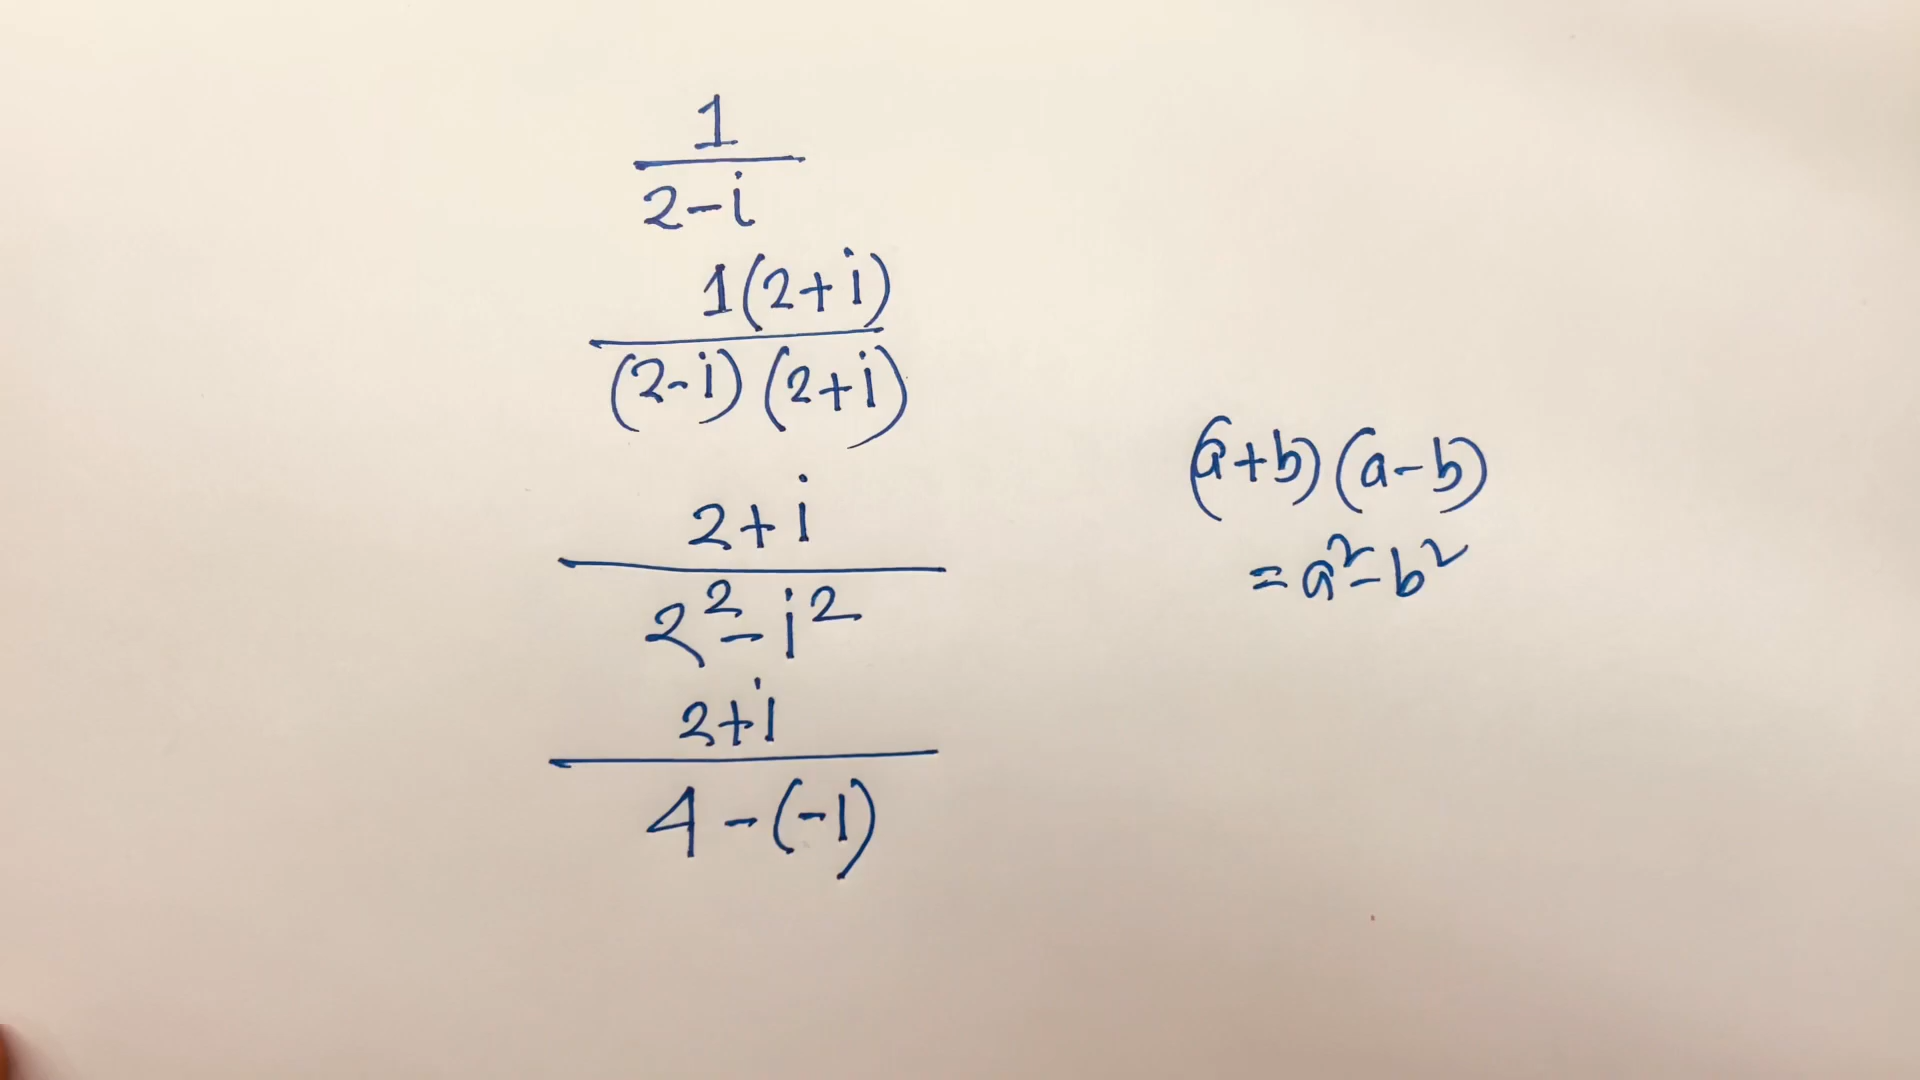 1
2-i
1(2+i)
(2-i) (2+i)
2+i
2²-i²
2+i
4-(-1)
(a+b) (a-b)
=a²-b²